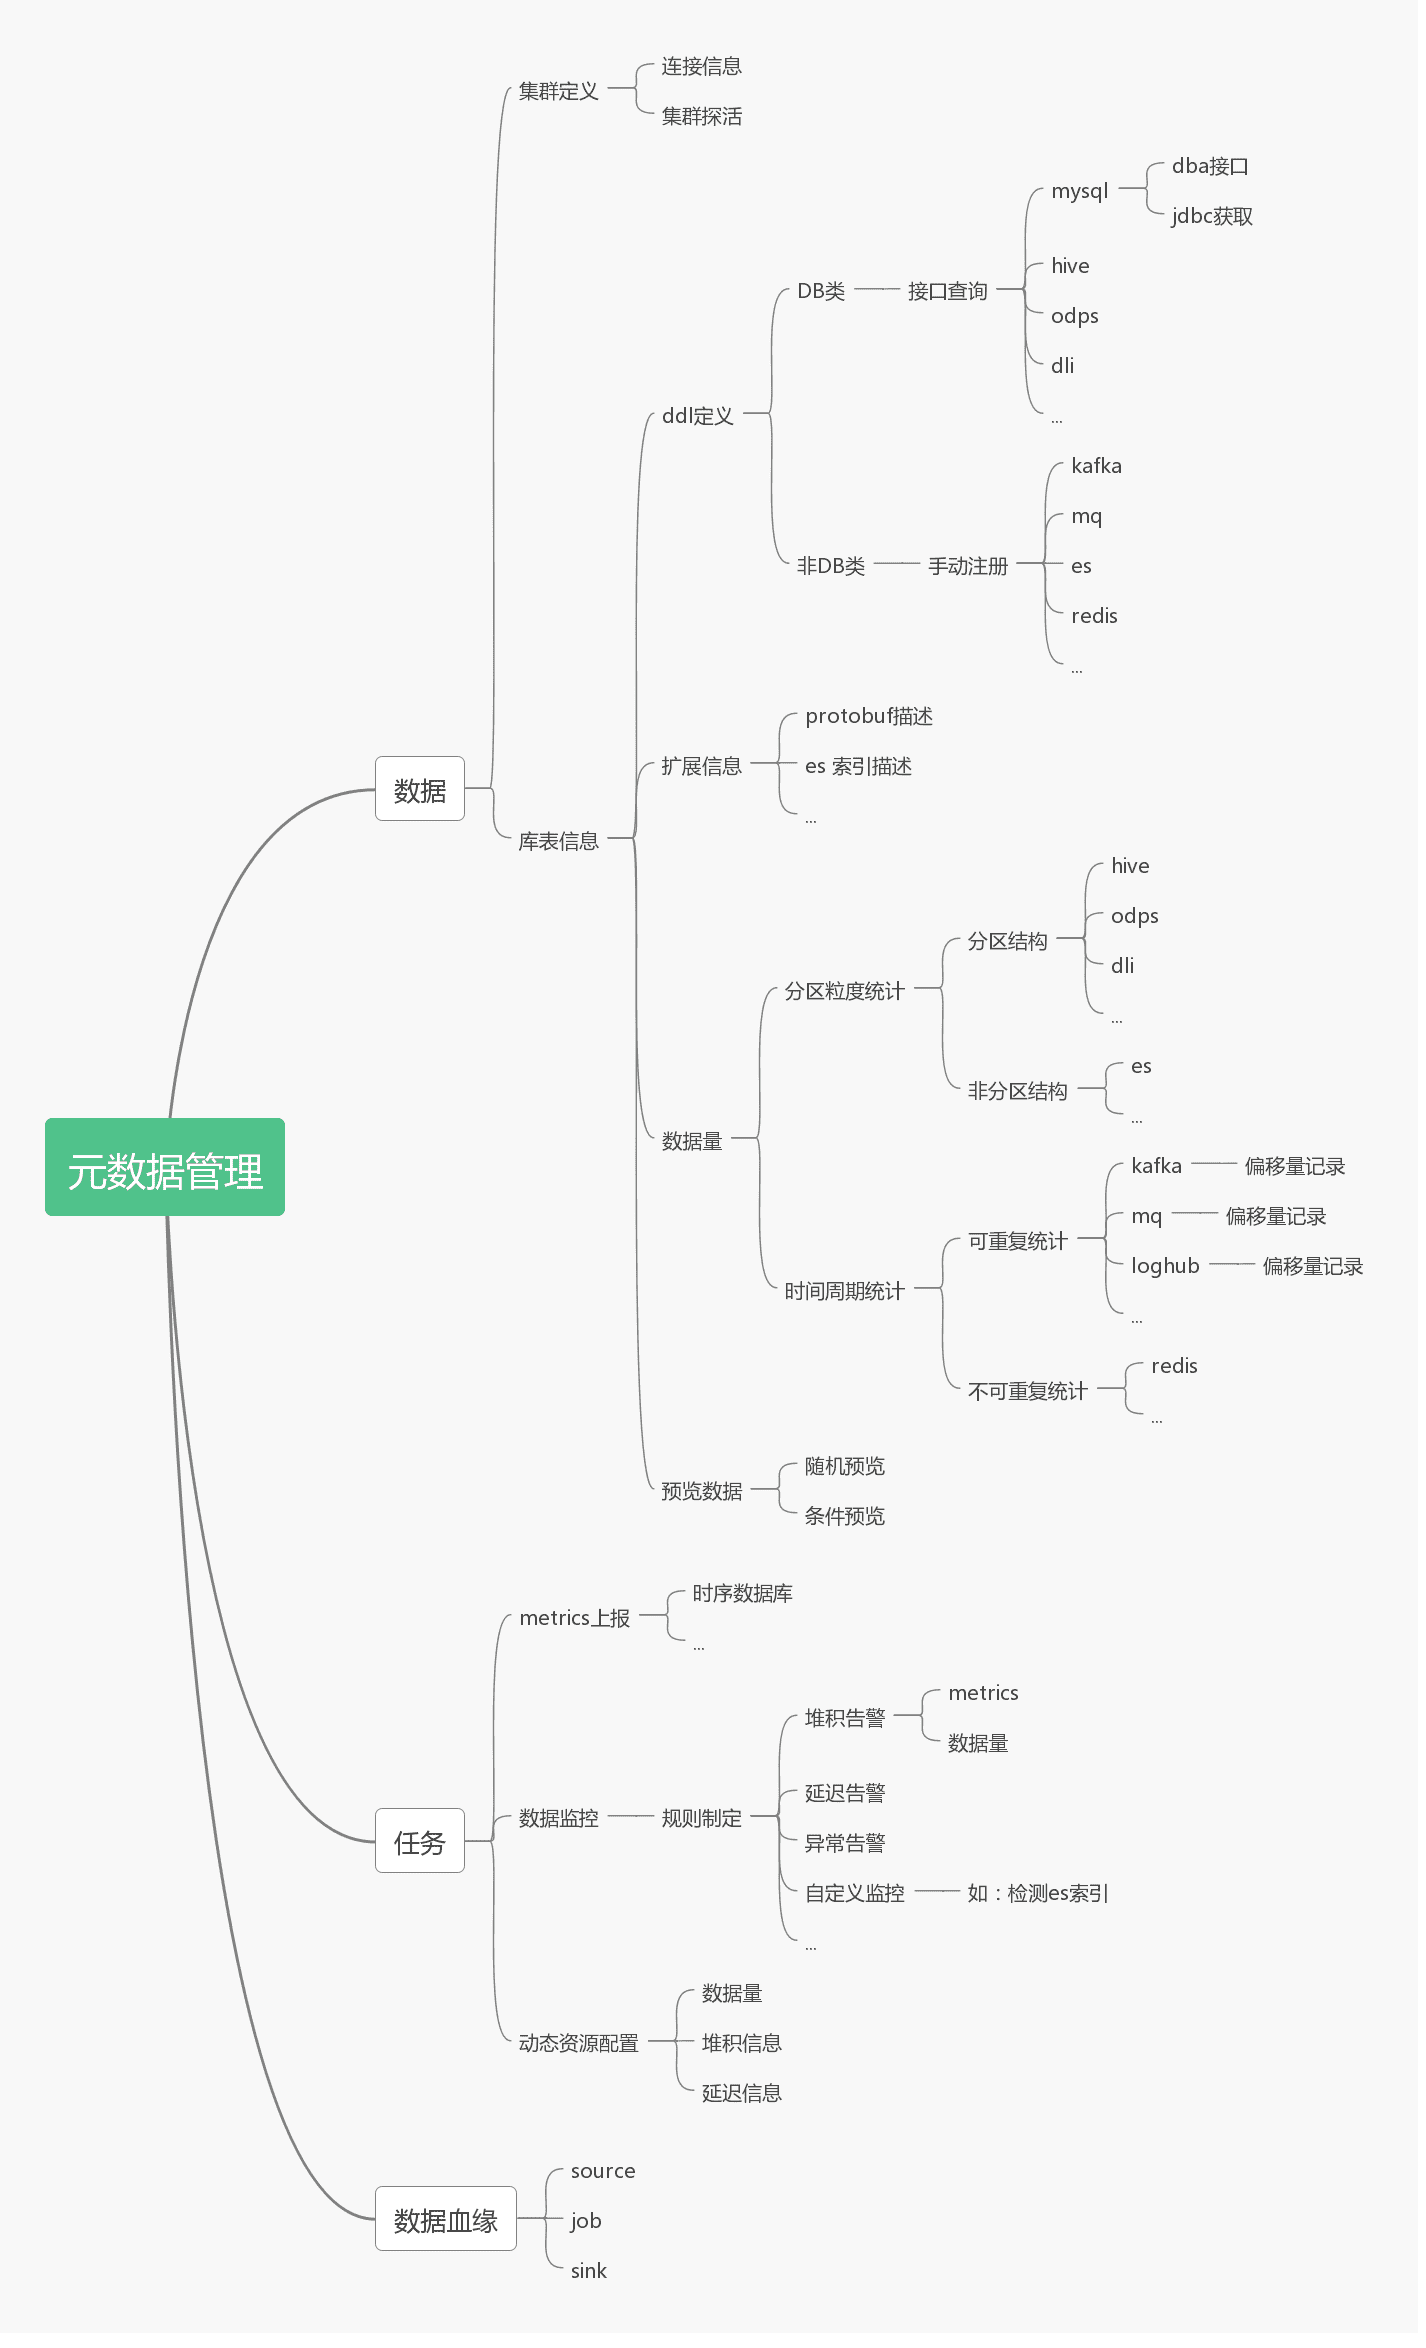 元数据管理
数据
集群定义
连接信息
集群探活
库表信息
ddl定义
DB类
接口查询
mysql
dba接口
jdbc获取
hive
odps
dli
...
非DB类
手动注册
kafka
mq
es
redis
...
扩展信息
protobuf描述
es 索引描述
...
数据量
分区粒度统计
分区结构
hive
odps
dli
...
非分区结构
es
...
时间周期统计
可重复统计
kafka
偏移量记录
mq
偏移量记录
loghub
偏移量记录
...
不可重复统计
redis
...
预览数据
随机预览
条件预览
任务
metrics上报
时序数据库
...
数据监控
规则制定
堆积告警
metrics
数据量
延迟告警
异常告警
自定义监控
如：检测es索引
...
动态资源配置
数据量
堆积信息
延迟信息
数据血缘
source
job
sink